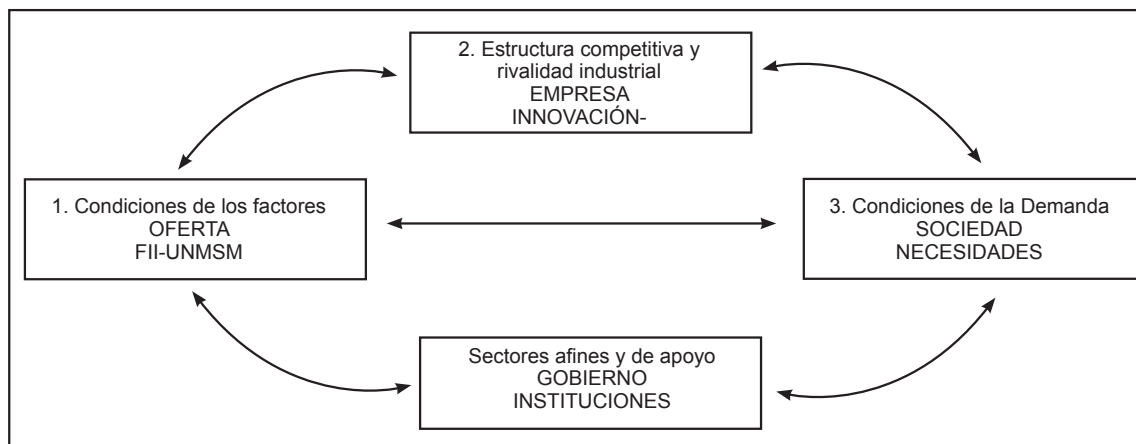 2. Estructura competitiva y
rivalidad industrial
EMPRESA
INNOVACIÓN-
1. Condiciones de los factores
OFERTA
FII-UNMSM
3. Condiciones de la Demanda
SOCIEDAD
NECESIDADES
Sectores afines y de apoyo
GOBIERNO
INSTITUCIONES